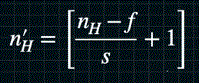 n'_H = [ (n_H - f) / s + 1 ]